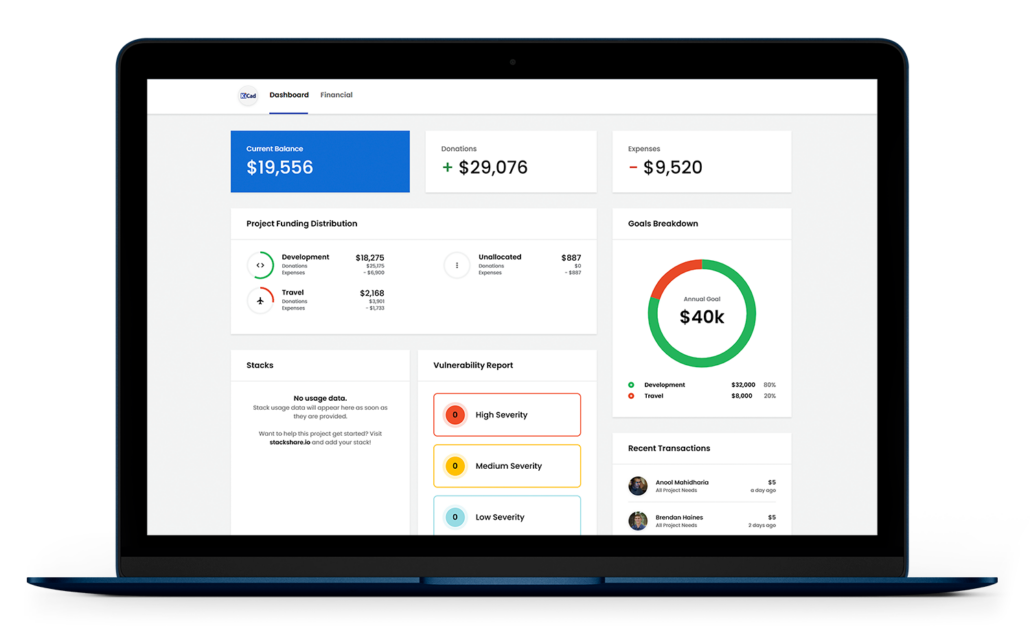 KiCad Dashboard Financial
Current Balance
$19,556
Donations
+ $29,076
Expenses
- $9,520
Project Funding Distribution
Development $18,275
Donations $25,175
Expenses - $6,900
Travel $2,168
Donations $3,901
Expenses - $1,733
Unallocated $887
Donations $0
Expenses - $887
Goals Breakdown
Annual Goal
$40k
Development $32,000 80%
Travel $8,000 20%
Stacks
No usage data.
Stack usage data will appear here as soon as
they are provided.
Want to help this project get started? Visit
stackshare.io and add your stack!
Vulnerability Report
0 High Severity
0 Medium Severity
0 Low Severity
Recent Transactions
Anool Mahidharia $5
All Project Needs a day ago
Brendan Haines $5
All Project Needs 2 days ago